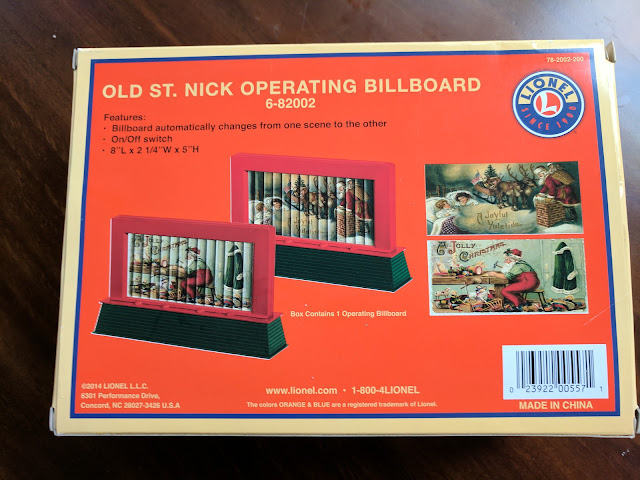 78-2002-200
OLD ST. NICK OPERATING BILLBOARD
6-82002
LIONEL
L
SINCE 1900
Features:
· Billboard automatically changes from one scene to the other
· On/Off switch
· 8"L x 2 1/4"W x 5"H
A Joyful
Yuletide
A JOLLY
CHRISTMAS
Box Contains 1 Operating Billboard
©2014 LIONEL L.L.C.
6301 Performance Drive,
Concord, NC 28027-3426 U.S.A
www.lionel.com · 1-800-4LIONEL
The colors ORANGE & BLUE are a registered trademark of Lionel.
0 23922 00557 1
MADE IN CHINA